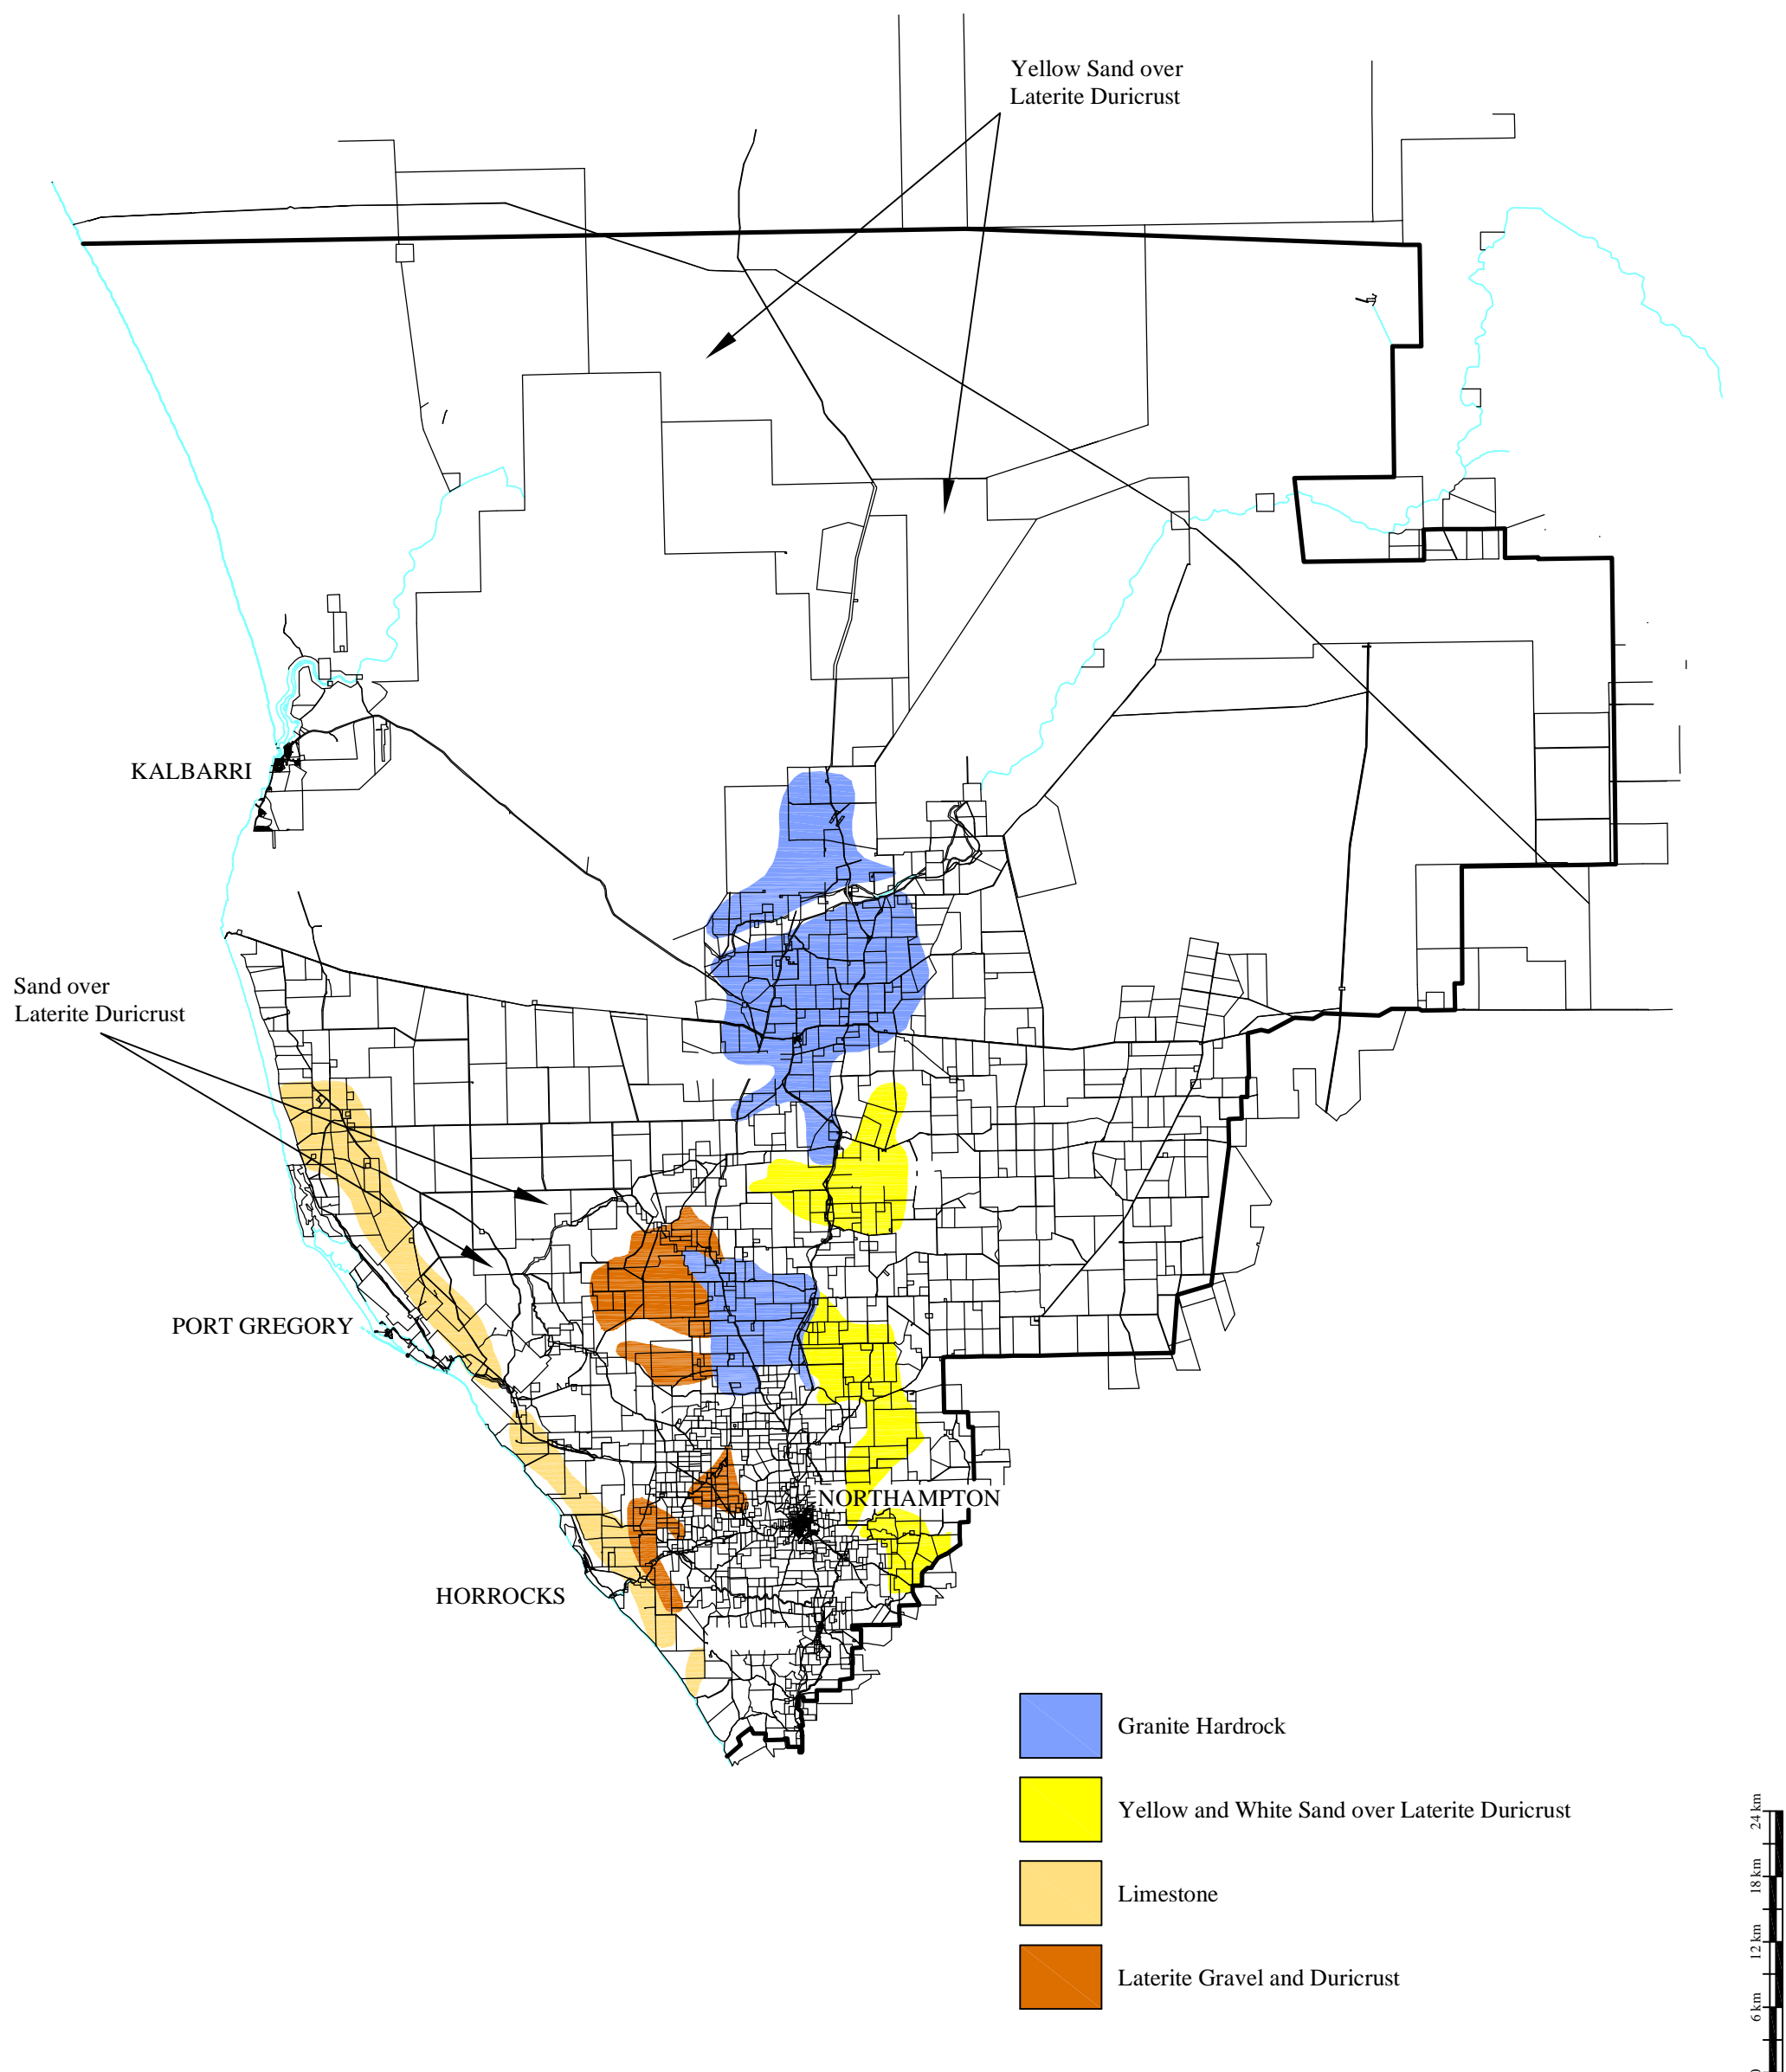 Yellow Sand over
Laterite Duricrust
KALBARRI
Sand over
Laterite Duricrust
PORT GREGORY
NORTHAMPTON
HORROCKS
Granite Hardrock
Yellow and White Sand over Laterite Duricrust
Limestone
Laterite Gravel and Duricrust
24 km
18 km
12 km
6 km